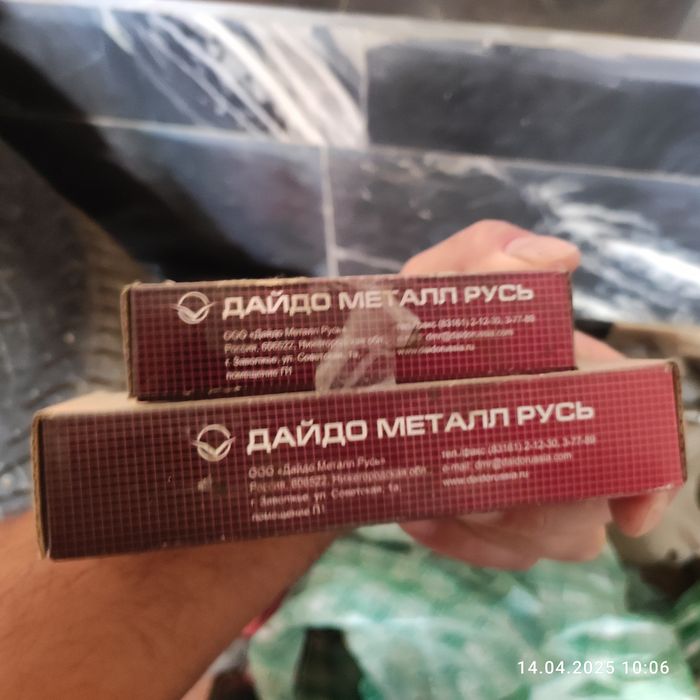 ДАЙДО МЕТАЛЛ РУСЬ
ООО «Дайдо Металл Русь»
Россия, 606522, Нижегородская обл.,
г. Заволжье, ул. Советская, 1а,
помещение П1
тел./факс (83161) 2-12-30, 3-77-89
dmr@daidorussia.com
www.daidorussia.ru
ДАЙДО МЕТАЛЛ РУСЬ
ООО «Дайдо Металл Русь»
Россия, 606522, Нижегородская обл.,
г. Заволжье, ул. Советская, 1а,
помещение П1
тел./факс (83161) 2-12-30, 3-77-89
e-mail: dmr@daidorussia.com
www.daidorussia.ru
14.04.2025 10:06